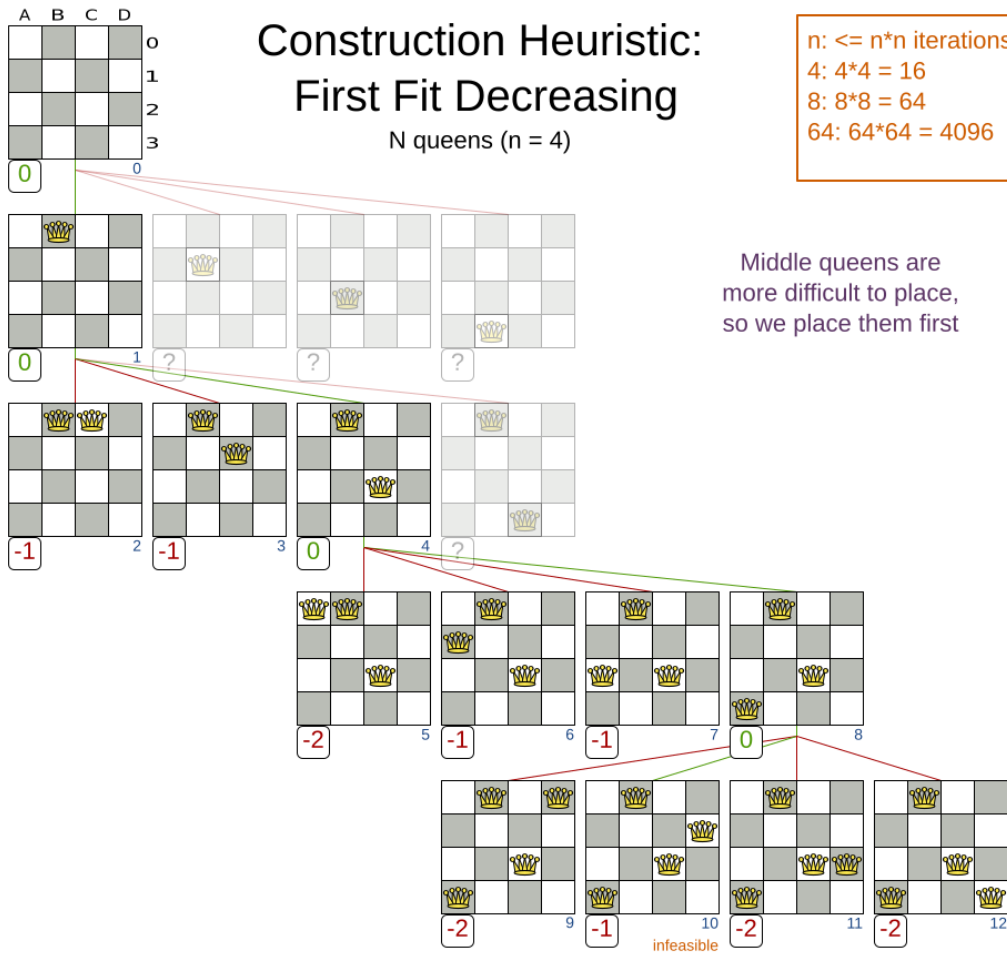 A B C D
0
1
2
3
0
0
Construction Heuristic:
First Fit Decreasing
N queens (n = 4)
n: <= n*n iterations
4: 4*4 = 16
8: 8*8 = 64
64: 64*64 = 4096
Middle queens are
more difficult to place,
so we place them first
0
1
?
?
?
-1
2
-1
3
0
4
?
-2
5
-1
6
-1
7
0
8
-2
9
-1
10
infeasible
-2
11
-2
12